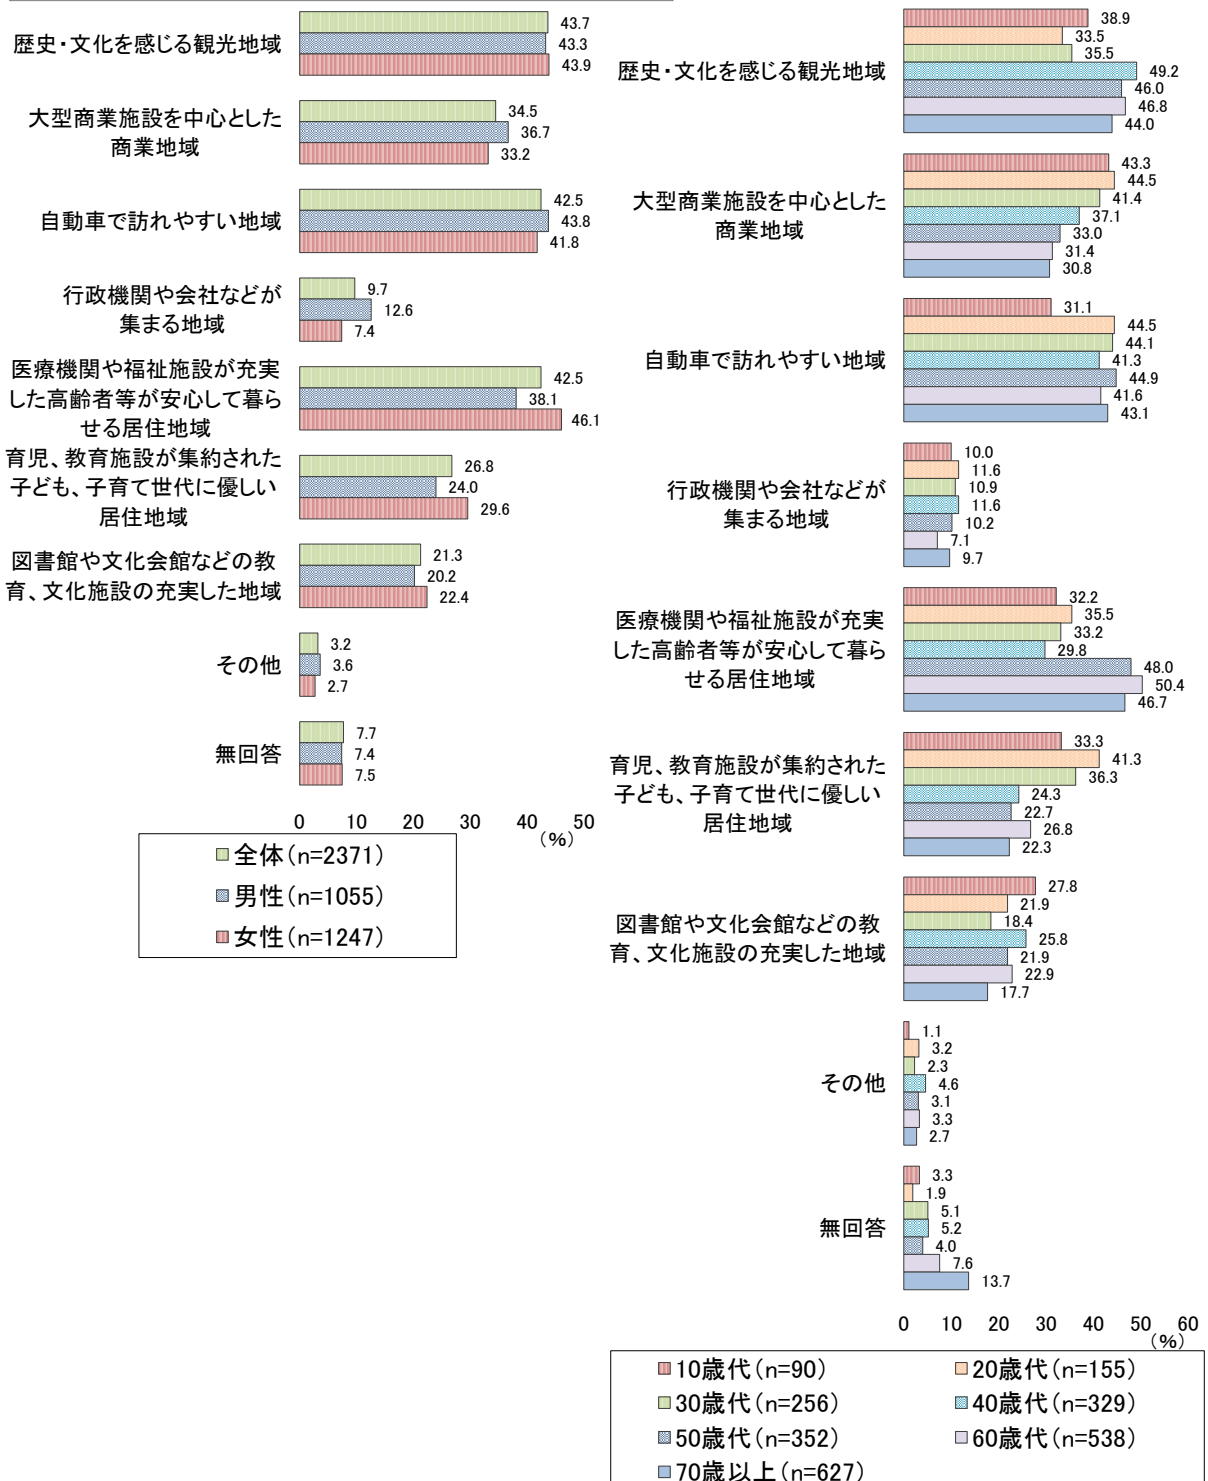 歴史・文化を感じる観光地域
43.7
43.3
43.9
大型商業施設を中心とした
商業地域
34.5
36.7
33.2
自動車で訪れやすい地域
42.5
43.8
41.8
行政機関や会社などが
集まる地域
9.7
12.6
7.4
医療機関や福祉施設が充実
した高齢者等が安心して暮ら
せる居住地域
42.5
38.1
46.1
育児、教育施設が集約された
子ども、子育て世代に優しい
居住地域
26.8
24.0
29.6
図書館や文化会館などの教
育、文化施設の充実した地域
21.3
20.2
22.4
その他
3.2
3.6
2.7
無回答
7.7
7.4
7.5
0 10 20 30 40 50
(%)
全体(n=2371)
男性(n=1055)
女性(n=1247)
歴史・文化を感じる観光地域
38.9
33.5
35.5
49.2
46.0
46.8
44.0
大型商業施設を中心とした
商業地域
43.3
44.5
41.4
37.1
33.0
31.4
30.8
自動車で訪れやすい地域
31.1
44.5
44.1
41.3
44.9
41.6
43.1
行政機関や会社などが
集まる地域
10.0
11.6
10.9
11.6
10.2
7.1
9.7
医療機関や福祉施設が充実
した高齢者等が安心して暮ら
せる居住地域
32.2
35.5
33.2
29.8
48.0
50.4
46.7
育児、教育施設が集約された
子ども、子育て世代に優しい
居住地域
33.3
41.3
36.3
24.3
22.7
26.8
22.3
図書館や文化会館などの教
育、文化施設の充実した地域
27.8
21.9
18.4
25.8
21.9
22.9
17.7
その他
1.1
3.2
2.3
4.6
3.1
3.3
2.7
無回答
3.3
1.9
5.1
5.2
4.0
7.6
13.7
0 10 20 30 40 50 60
(%)
10歳代(n=90) 20歳代(n=155)
30歳代(n=256) 40歳代(n=329)
50歳代(n=352) 60歳代(n=538)
70歳以上(n=627)